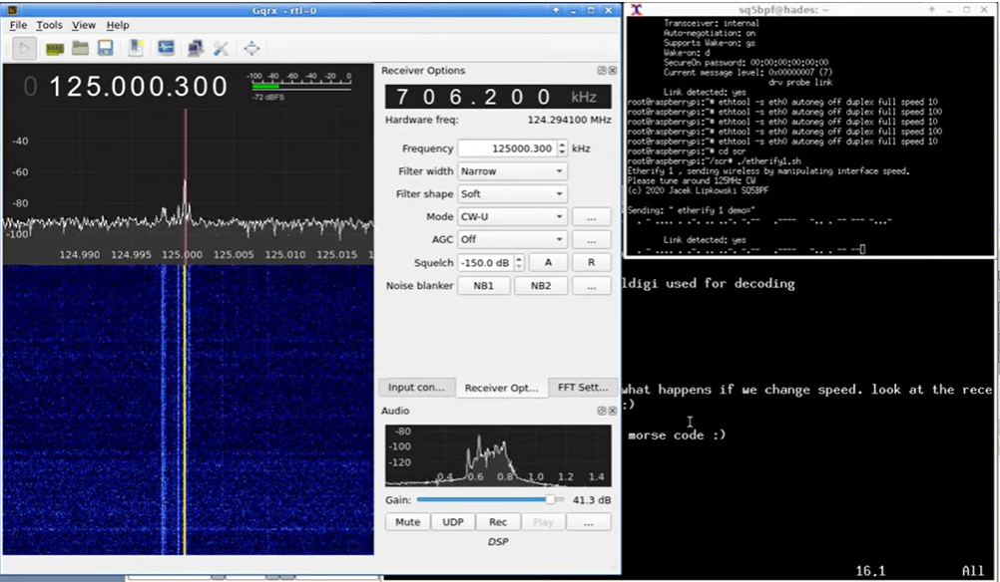 Gqrx - rtl=0
File Tools View Help
0 125.000.300
-100 -80 -60 -40 -20 0
-72 dBFS
-40
-60
-80
-100
124.990 124.995 125.000 125.005 125.010 125.015 1
Receiver Options
706.200 kHz
Hardware freq: 124.294100 MHz
Frequency 125000.300 kHz
Filter width Narrow
Filter shape Soft
Mode CW-U ...
AGC Off ...
Squelch -150.0 dB A R
Noise blanker NB1 NB2 ...
Input con... Receiver Opt... FFT Sett...
Audio
-80
-100
-120
0.4 0.6 0.8 1.0 1.2 1.4
Gain: 41.3 dB
Mute UDP Rec Play ...
DSP
sq5bpf@hades: ~
Transceiver: internal
Auto-negotiation: on
Supports Wake-on: gs
Wake-on: d
SecureOn password: 00:00:00:00:00:00
Current message level: 0x00000007 (7)
drv probe link
Link detected: yes
root@raspberrypi:~# ethtool -s eth0 autoneg off duplex full speed 10
root@raspberrypi:~# ethtool -s eth0 autoneg off duplex full speed 100
root@raspberrypi:~# ethtool -s eth0 autoneg off duplex full speed 10
root@raspberrypi:~# ethtool -s eth0 autoneg off duplex full speed 100
root@raspberrypi:~# ethtool -s eth0 autoneg off duplex full speed 10
root@raspberrypi:~# cd scr
root@raspberrypi:~/scr# ./etherify1.sh
Etherify 1 , sending wireless by manipulating interface speed.
Please tune around 125MHz CW
(c) 2020 Jacek Lipkowski SQ5BPF
Sending: " etherify 1 demo="
Link detected: yes
ldigi used for decoding
what happens if we change speed. look at the rece
:)
morse code :)
16.1 All